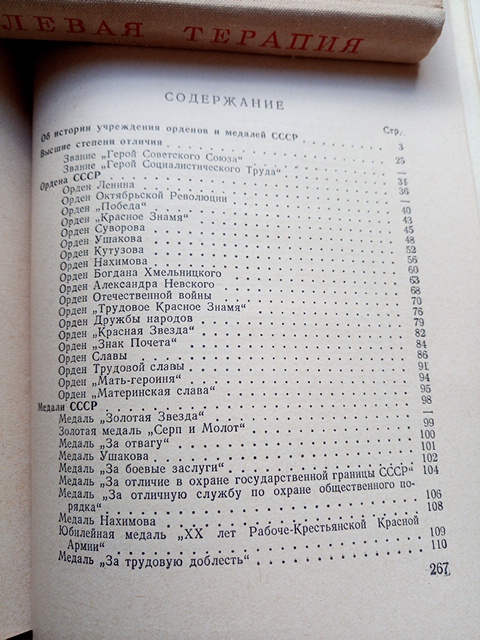 ЛЕВАЯ ТЕРАПИЯ
СОДЕРЖАНИЕ
Стр.
Об истории учреждения орденов и медалей СССР . . . 3
Высшие степени отличия . . . 25
Звание „Герой Советского Союза“ . . . —
Звание „Герой Социалистического Труда“ . . . 31
Ордена СССР . . . 36
Орден Ленина . . . —
Орден Октябрьской Революции . . . 40
Орден „Победа“ . . . 43
Орден „Красное Знамя“ . . . 45
Орден Суворова . . . 48
Орден Ушакова . . . 52
Орден Кутузова . . . 56
Орден Нахимова . . . 60
Орден Богдана Хмельницкого . . . 63
Орден Александра Невского . . . 68
Орден Отечественной войны . . . 70
Орден „Трудовое Красное Знамя“ . . . 76
Орден Дружбы народов . . . 79
Орден „Красная Звезда“ . . . 82
Орден „Знак Почета“ . . . 84
Орден Славы . . . 86
Орден Трудовой славы . . . 91
Орден „Мать-героиня“ . . . 94
Орден „Материнская слава“ . . . 95
Медали СССР . . . 98
Медаль „Золотая Звезда“ . . . —
Золотая медаль „Серп и Молот“ . . . 99
Медаль „За отвагу“ . . . 100
Медаль Ушакова . . . 101
Медаль „За боевые заслуги“ . . . 102
Медаль „За отличие в охране государственной границы СССР“ 104
Медаль „За отличную службу по охране общественного по-
рядка“ . . . 106
Медаль Нахимова . . . 108
Юбилейная медаль „XX лет Рабоче-Крестьянской Красной
Армии“ . . . 109
Медаль „За трудовую доблесть“ . . . 110
267